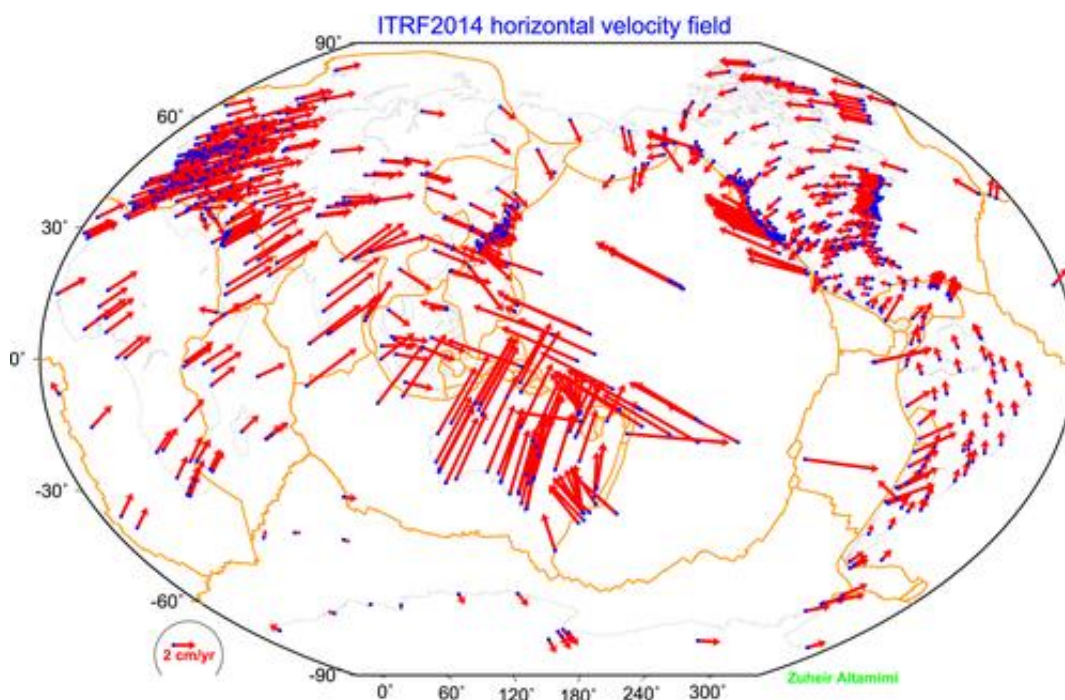 ITRF2014 horizontal velocity field
90˚
60˚
30˚
0˚
-30˚
-60˚
-90˚
2 cm/yr
0˚ 60˚ 120˚ 180˚ 240˚ 300˚
Zuheir Altamimi